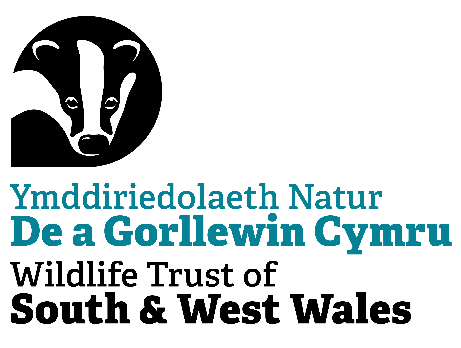 Ymddiriedolaeth Natur
De a Gorllewin Cymru
Wildlife Trust of
South & West Wales